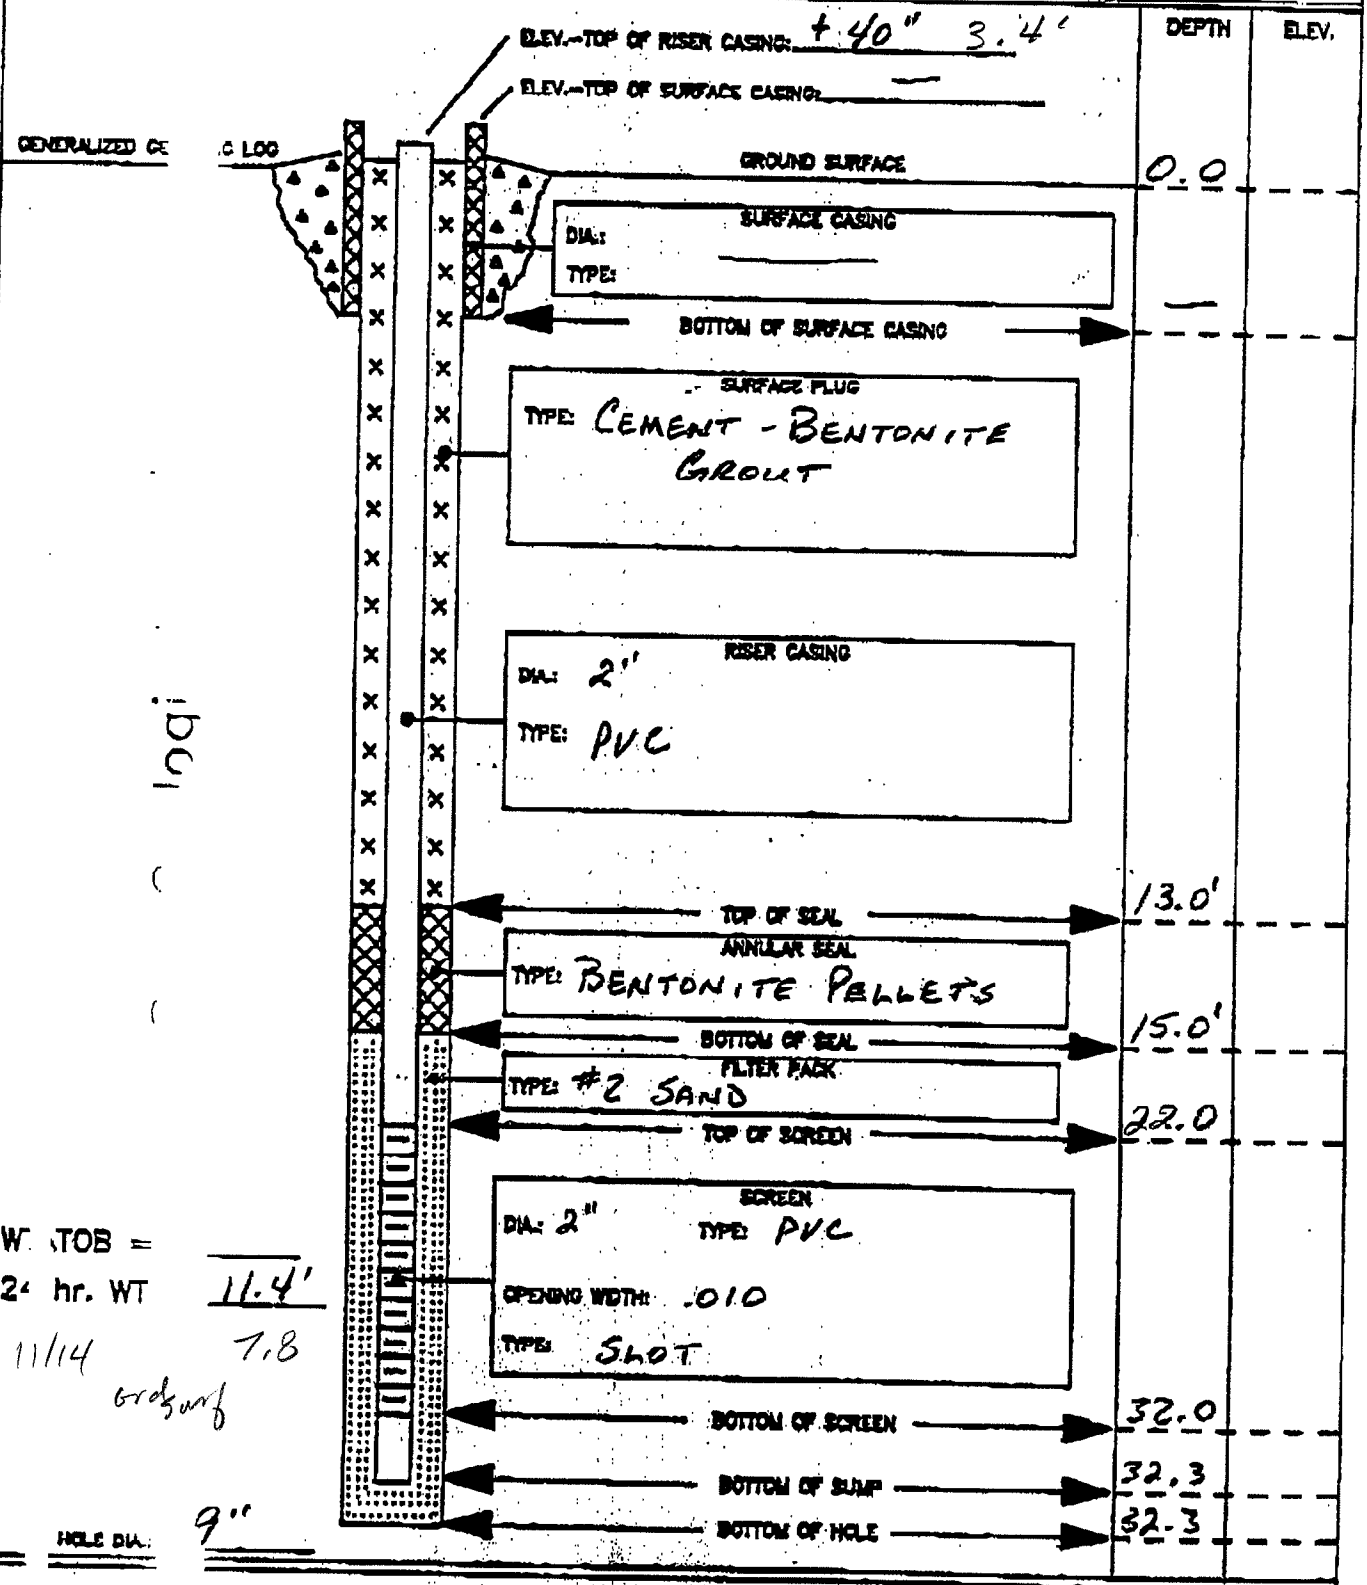 DEPTH ELEV.
ELEV.-TOP OF RISER CASING: +40" 3.4'
ELEV.-TOP OF SURFACE CASING: —
GENERALIZED GE
G LOG
GROUND SURFACE 0.0
SURFACE CASING
DIA.:
TYPE:
—
BOTTOM OF SURFACE CASING —
SURFACE PLUG
TYPE: CEMENT - BENTONITE
GROUT
RISER CASING
DIA.: 2"
TYPE: PVC
TOP OF SEAL 13.0'
ANNULAR SEAL
TYPE: BENTONITE PELLETS
BOTTOM OF SEAL 15.0'
FILTER PACK
TYPE: #2 SAND
TOP OF SCREEN 22.0
SCREEN
DIA.: 2" TYPE: PVC
OPENING WIDTH: .010
TYPE: SLOT
W TOB =
hr. WT 11.4'
11/14 7.8
BOTTOM OF SCREEN 32.0
BOTTOM OF SUMP 32.3
BOTTOM OF HOLE 32.3
HOLE DIA.: 9"